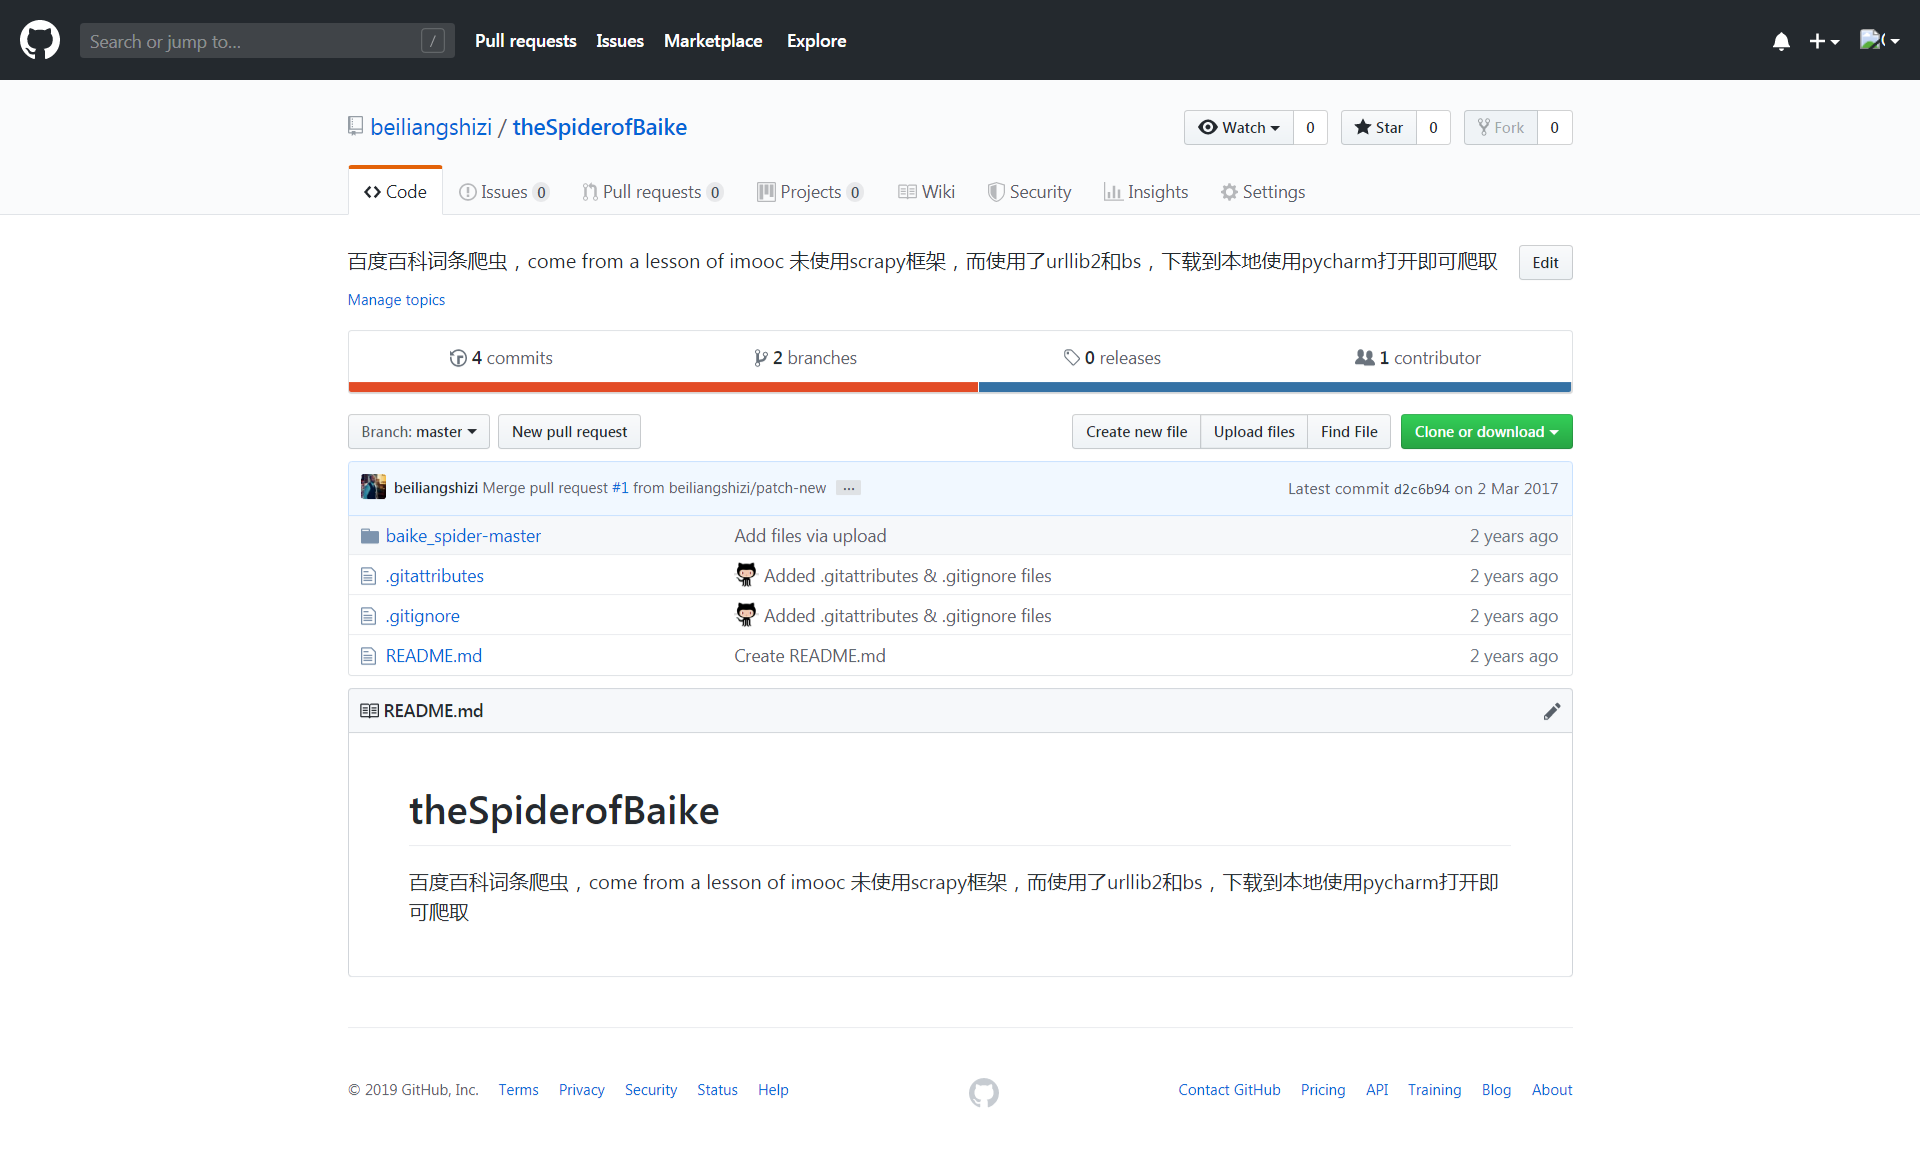 Search or jump to... /
Pull requests Issues Marketplace Explore
beiliangshizi / theSpiderofBaike
Watch 0 Star 0 Fork 0
Code Issues 0 Pull requests 0 Projects 0 Wiki Security Insights Settings
百度百科词条爬虫，come from a lesson of imooc 未使用scrapy框架，而使用了urllib2和bs，下载到本地使用pycharm打开即可爬取 Edit
Manage topics
4 commits 2 branches 0 releases 1 contributor
Branch: master New pull request Create new file Upload files Find File Clone or download
beiliangshizi Merge pull request #1 from beiliangshizi/patch-new ... Latest commit d2c6b94 on 2 Mar 2017
baike_spider-master Add files via upload 2 years ago
.gitattributes Added .gitattributes & .gitignore files 2 years ago
.gitignore Added .gitattributes & .gitignore files 2 years ago
README.md Create README.md 2 years ago
README.md
theSpiderofBaike
百度百科词条爬虫，come from a lesson of imooc 未使用scrapy框架，而使用了urllib2和bs，下载到本地使用pycharm打开即
可爬取
© 2019 GitHub, Inc. Terms Privacy Security Status Help Contact GitHub Pricing API Training Blog About